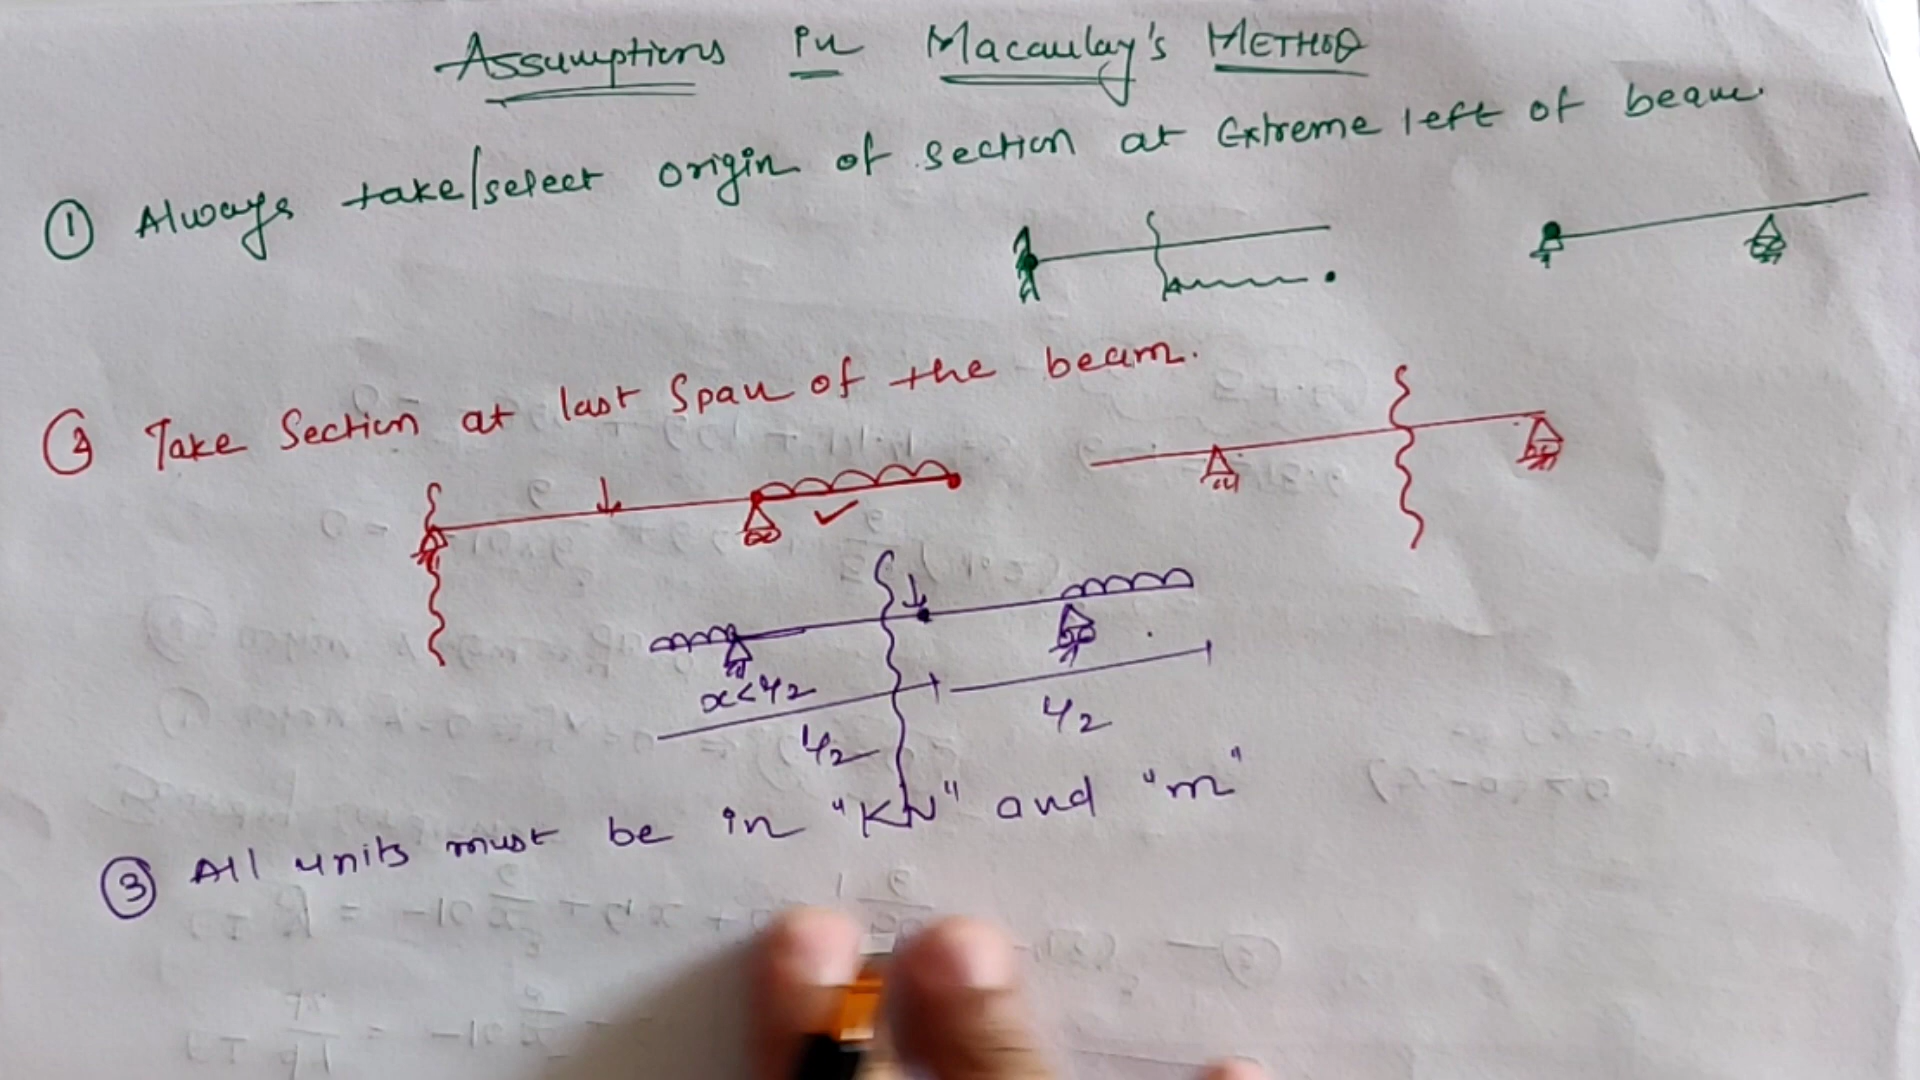 Assumptions in Macaulay's METHOD
① Always take/select origin of section at Extreme left of beam.
② Take Section at last Span of the beam.
x<L/2
L/2
L/2
③ All units must be in "KN" and "m"